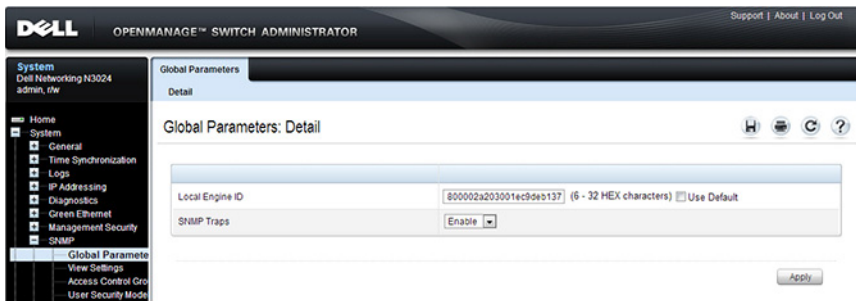 Support | About | Log Out
DELL OPENMANAGE™ SWITCH ADMINISTRATOR
System
Dell Networking N3024
admin, r/w
Home
System
General
Time Synchronization
Logs
IP Addressing
Diagnostics
Green Ethernet
Management Security
SNMP
Global Paramete
View Settings
Access Control Gro
User Security Mode
Global Parameters
Detail
Global Parameters: Detail
Local Engine ID 800002a203001ec9deb137 (6 - 32 HEX characters) Use Default
SNMP Traps Enable
Apply